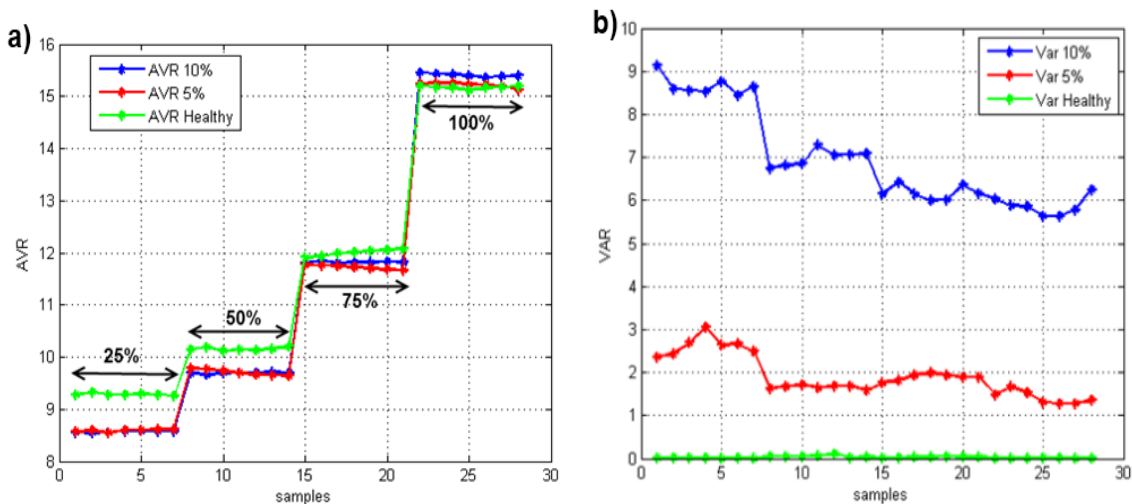 a)
16
15
14
13
12
11
10
9
8
AVR
AVR 10%
AVR 5%
AVR Healthy
25%
50%
75%
100%
0 5 10 15 20 25 30
samples
b)
10
9
8
7
6
5
4
3
2
1
0
VAR
Var 10%
Var 5%
Var Healthy
0 5 10 15 20 25 30
samples